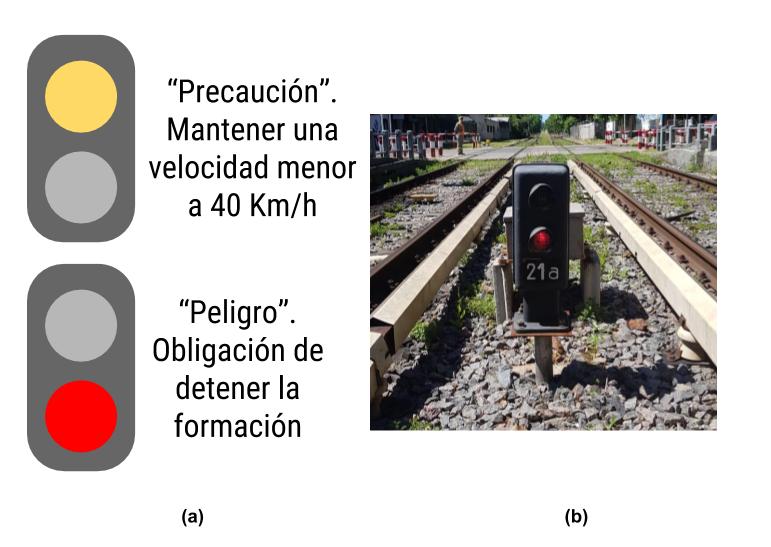 “Precaución”.
Mantener una
velocidad menor
a 40 Km/h
“Peligro”.
Obligación de
detener la
formación
21a
(a)
(b)